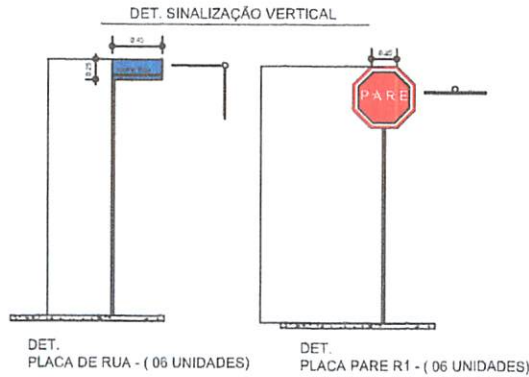 DET. SINALIZAÇÃO VERTICAL
0.45
0.25
0.40
PARE
DET.
PLACA DE RUA - ( 06 UNIDADES)
DET.
PLACA PARE R1 - ( 06 UNIDADES)